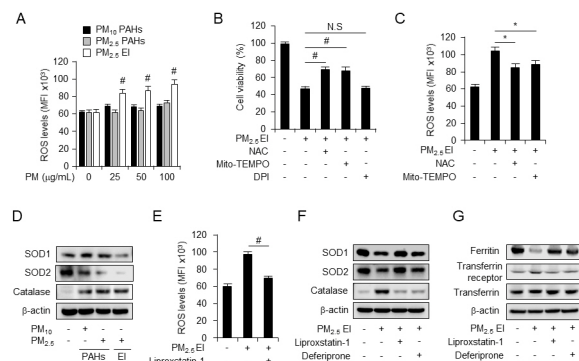 A
PM10 PAHs
PM2.5 PAHs
PM2.5 EI
ROS levels (MFI x10³)
120
100
80
60
40
20
0
# # #
PM (μg/mL) 0 25 50 100
B
N.S
#
#
Cell viability (%)
120
100
80
60
40
20
0
PM2.5 EI - + + + +
NAC - - + - -
Mito-TEMPO - - - + -
DPI - - - - +
C
*
*
ROS levels (MFI x10³)
120
100
80
60
40
20
0
PM2.5 EI - + + +
NAC - - + -
Mito-TEMPO - - - +
D
SOD1
SOD2
Catalase
β-actin
PM10 - + - -
PM2.5 - - + +
PAHs EI
E
#
ROS levels (MFI x10³)
120
100
80
60
40
20
0
PM2.5 EI - + +
Liproxstatin-1 - - +
F
SOD1
SOD2
Catalase
β-actin
PM2.5 EI - + + +
Liproxstatin-1 - - + -
Deferiprone - - - +
G
Ferritin
Transferrin
receptor
Transferrin
β-actin
PM2.5 EI - + + +
Liproxstatin-1 - - + -
Deferiprone - - - +